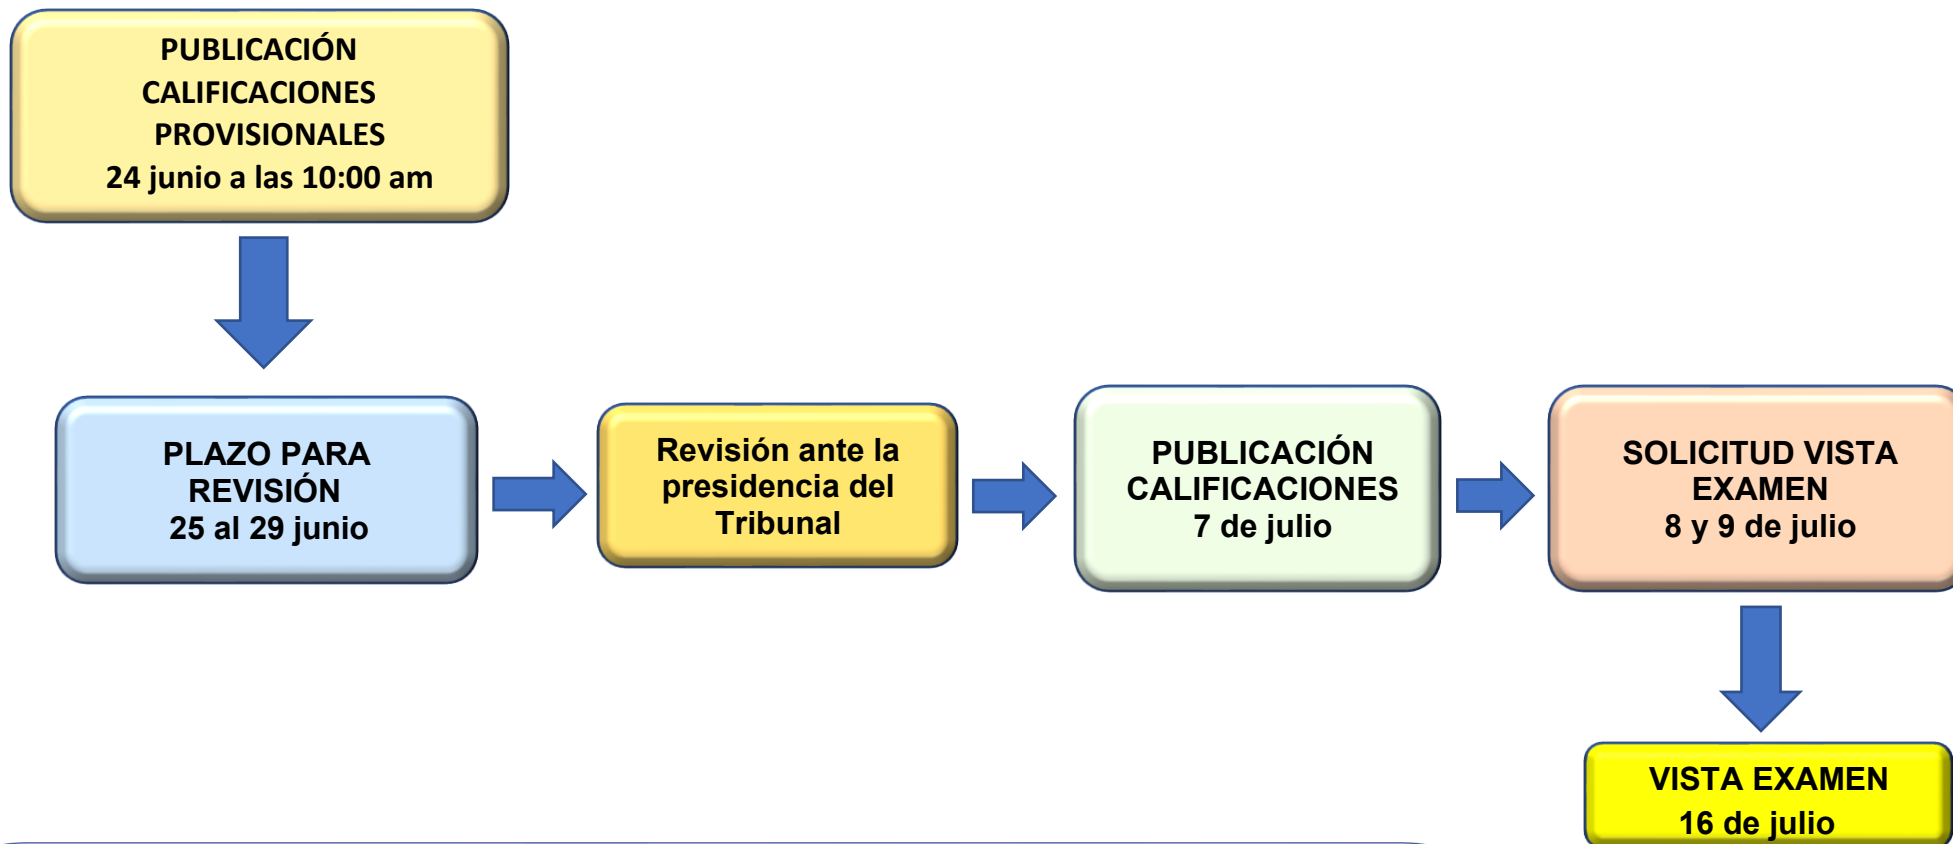 PUBLICACIÓN
CALIFICACIONES
PROVISIONALES
24 junio a las 10:00 am
PLAZO PARA
REVISIÓN
25 al 29 junio
Revisión ante la
presidencia del
Tribunal
PUBLICACIÓN
CALIFICACIONES
7 de julio
SOLICITUD VISTA
EXAMEN
8 y 9 de julio
VISTA EXAMEN
16 de julio